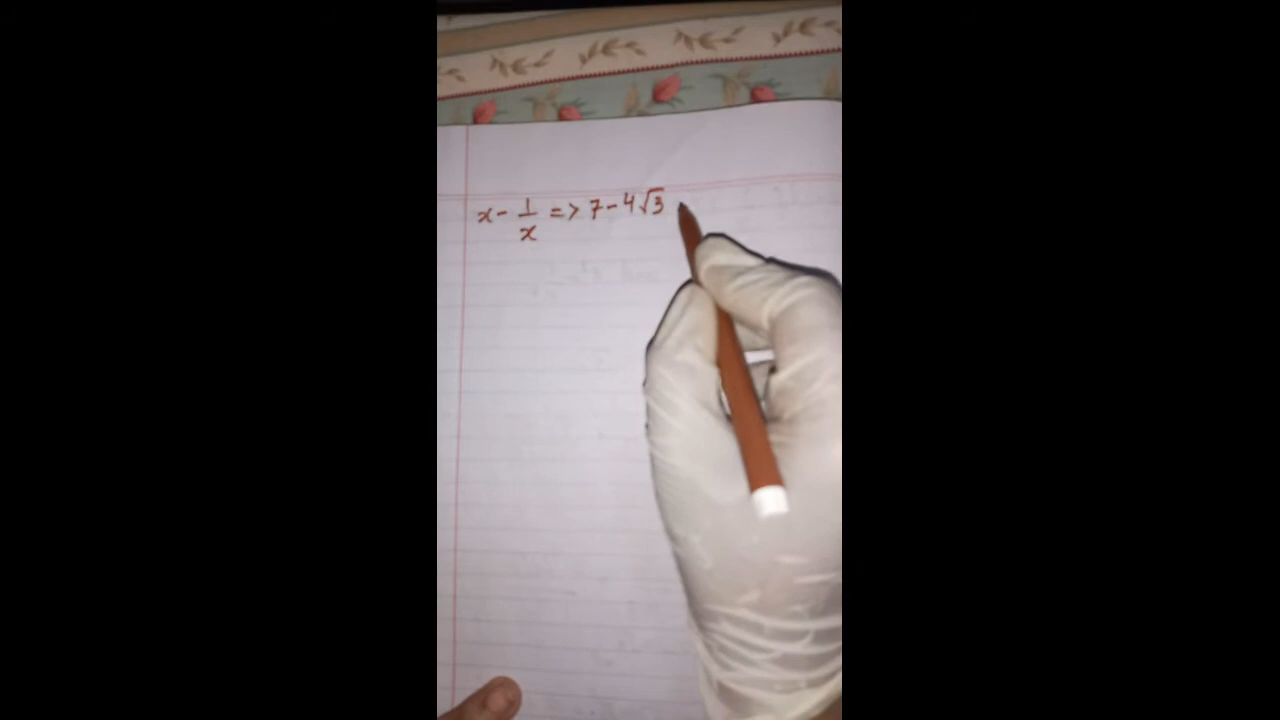 x - 1/x => 7 - 4√3